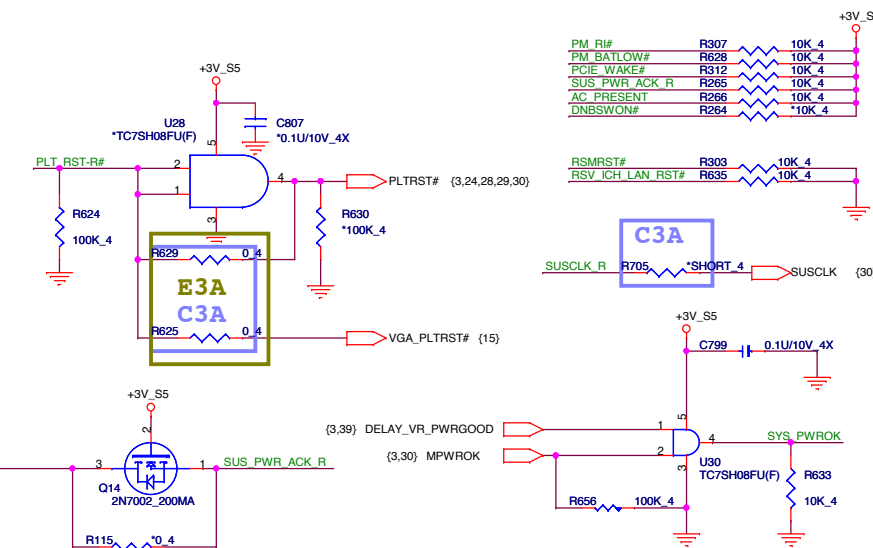 +3V_S5
U28
*TC7SH08FU(F)
C807
*0.1U/10V_4X
5
PLT_RST-R#
2
1
4
3
PLTRST# {3,24,28,29,30}
R624
100K_4
R630
*100K_4
R629 0_4
E3A
C3A
R625 0_4
VGA_PLTRST# {15}
+3V_S
PM_RI# R307 10K_4
PM_BATLOW# R628 10K_4
PCIE_WAKE# R312 10K_4
SUS_PWR_ACK_R R265 10K_4
AC_PRESENT R266 10K_4
DNBSWON# R264 *10K_4
RSMRST# R303 10K_4
RSV_ICH_LAN_RST# R635 10K_4
C3A
SUSCLK_R R705 *SHORT_4 SUSCLK {30
+3V_S5
2
3
1
SUS_PWR_ACK_R
Q14
2N7002_200MA
R115 *0_4
+3V_S5
C799 0.1U/10V_4X
5
{3,39} DELAY_VR_PWRGOOD 1
{3,30} MPWROK 2
4
SYS_PWROK
3
U30
TC7SH08FU(F)
R633
10K_4
R656 100K_4